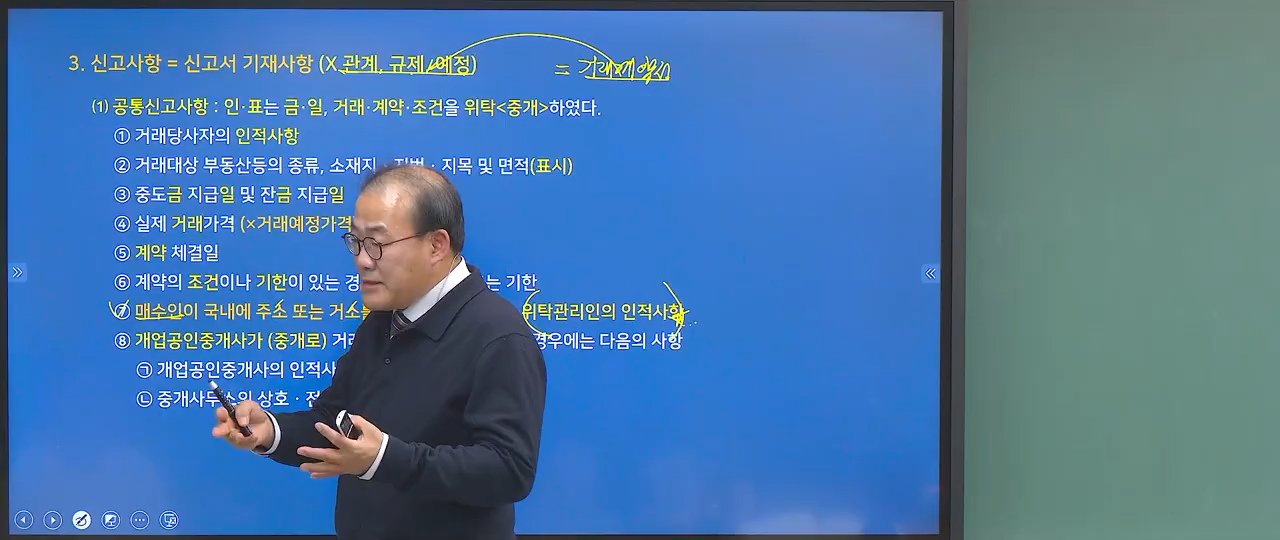 3. 신고사항 = 신고서 기재사항 (X 관계, 규제, 예정)
(1) 공통신고사항 : 인·표는 금·일, 거래·계약·조건을 위탁<중개>하였다.
① 거래당사자의 인적사항
② 거래대상 부동산등의 종류, 소재지 · 지번 · 지목 및 면적(표시)
③ 중도금 지급일 및 잔금 지급일
④ 실제 거래가격 (×거래예정가격
⑤ 계약 체결일
⑥ 계약의 조건이나 기한이 있는 경 는 기한
⑦ 매수인이 국내에 주소 또는 거소를 위탁관리인의 인적사항
⑧ 개업공인중개사가 (중개로) 거래 경우에는 다음의 사항
㉠ 개업공인중개사의 인적사
㉡ 중개사무소의 상호 · 전